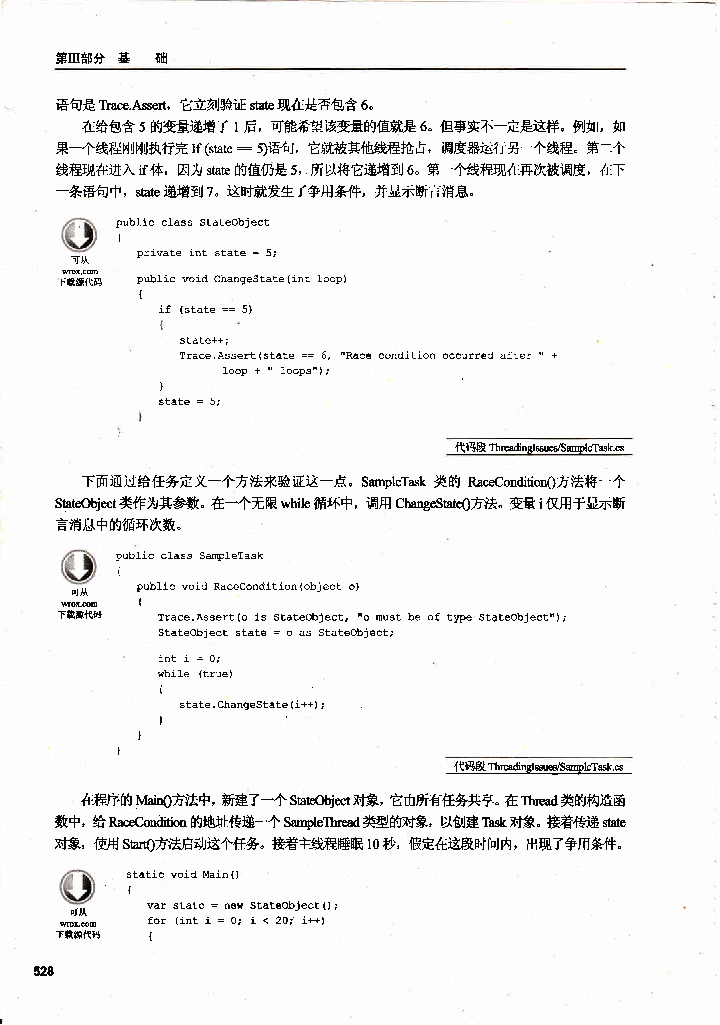 第III部分 基 础
语句是 Trace.Assert，它立刻验证 state 现在是否包含 6。
在给包含 5 的变量递增了 1 后，可能希望该变量的值就是 6。但事实不一定是这样。例如，如
果一个线程刚刚执行完 if (state == 5)语句，它就被其他线程抢占，调度器运行另一个线程。第二个
线程现在进入 if 体，因为 state 的值仍是 5，所以将它递增到 6。第一个线程现在再次被调度，在下
一条语句中，state 递增到 7。这时就发生了争用条件，并显示断言消息。
public class StateObject
{
private int state = 5;
可从
wrox.com
下载源代码
public void ChangeState(int loop)
{
if (state == 5)
{
state++;
Trace.Assert(state == 6, "Race condition occurred after " +
loop + " loops");
}
state = 5;
}
}
代码段 ThreadingIssues/SampleTask.cs
下面通过给任务定义一个方法来验证这一点。SampleTask 类的 RaceCondition()方法将一个
StateObject 类作为其参数。在一个无限 while 循环中，调用 ChangeState()方法。变量 i 仅用于显示断
言消息中的循环次数。
public class SampleTask
{
public void RaceCondition(object o)
可从
wrox.com
下载源代码
{
Trace.Assert(o is StateObject, "o must be of type StateObject");
StateObject state = o as StateObject;
int i = 0;
while (true)
{
state.ChangeState(i++);
}
}
}
代码段 ThreadingIssues/SampleTask.cs
在程序的 Main()方法中，新建了一个 StateObject 对象，它由所有任务共享。在 Thread 类的构造函
数中，给 RaceCondition 的地址传递一个 SampleThread 类型的对象，以创建 Task 对象。接着传递 state
对象，使用 Start()方法启动这个任务。接着主线程睡眠 10 秒，假定在这段时间内，出现了争用条件。
static void Main()
{
可从
wrox.com
下载源代码
var state = new StateObject();
for (int i = 0; i < 20; i++)
{
528